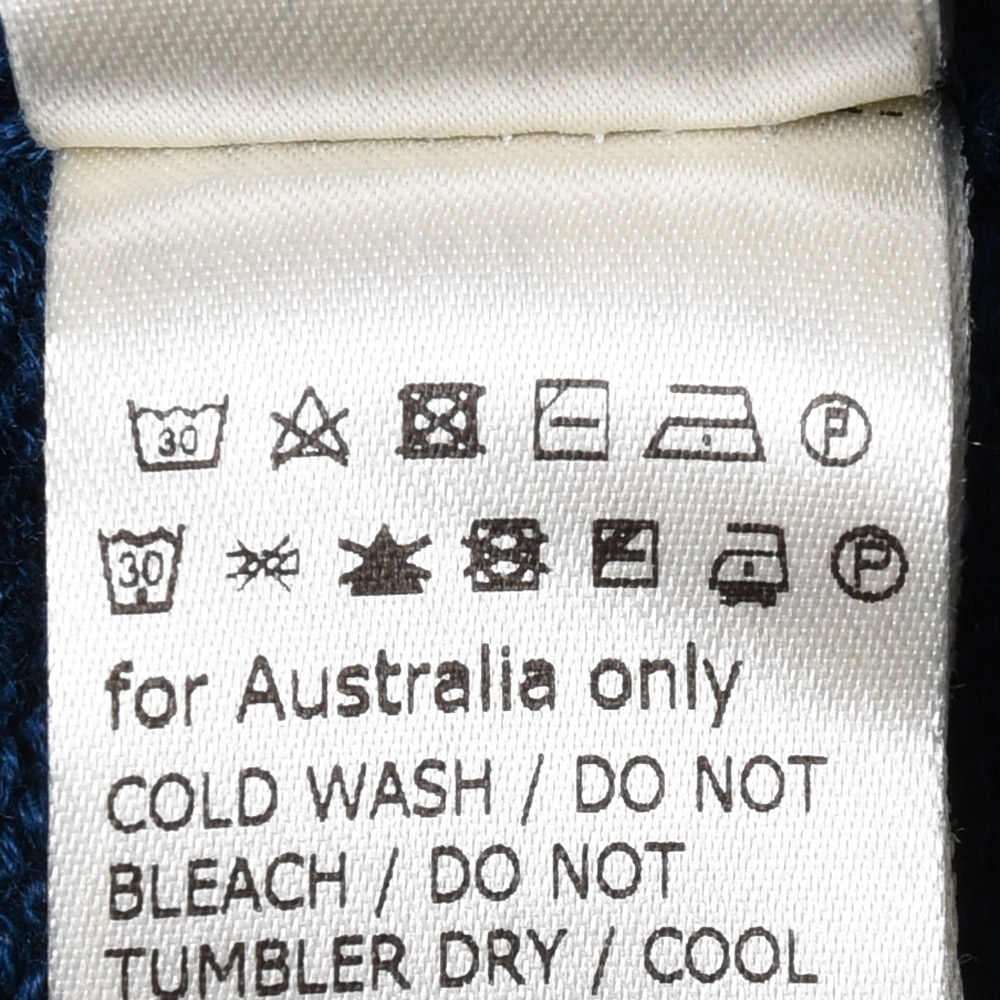 30 P
30 P
for Australia only
COLD WASH / DO NOT
BLEACH / DO NOT
TUMBLER DRY / COOL